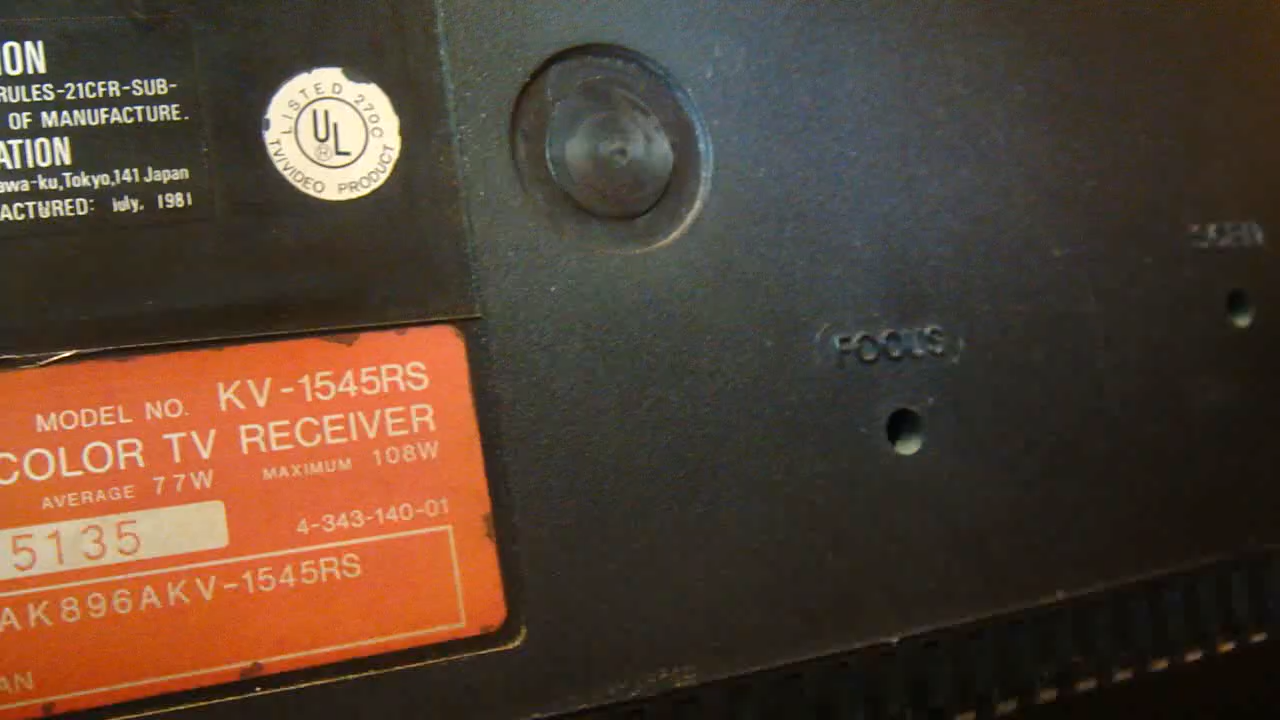 ION
RULES-21CFR-SUB-
OF MANUFACTURE.
ATION
awa-ku,Tokyo,141 Japan
ACTURED: july, 1981
LISTED 270C
UL
®
TV/VIDEO PRODUCT
FOCUS
MODEL NO. KV-1545RS
COLOR TV RECEIVER
AVERAGE 77W MAXIMUM 108W
5135
4-343-140-01
AK896AKV-1545RS
AN